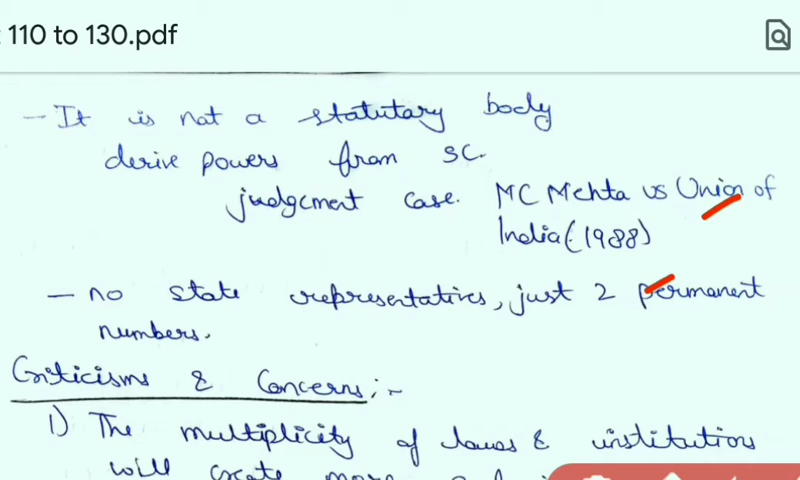 : 110 to 130.pdf
- It is not a statutary body
derive powers from SC.
judgement case. MC Mehta vs Union of
India (1988)
- no state representatives, just 2 permanent
numbers.
Criticisms & Concerns :-
1) The multiplicity of laws & institutions
will create more